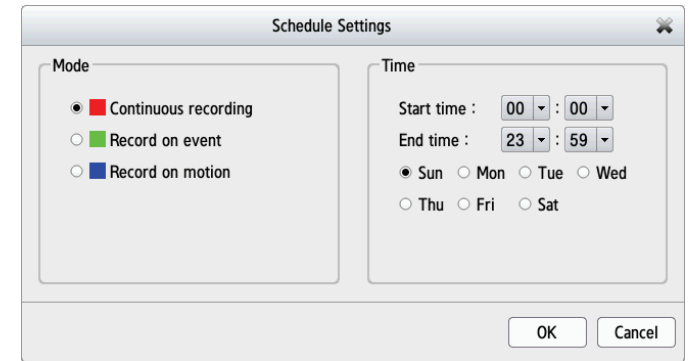 Schedule Settings
Mode
Continuous recording
Record on event
Record on motion
Time
Start time : 00 : 00
End time : 23 : 59
Sun Mon Tue Wed
Thu Fri Sat
OK Cancel